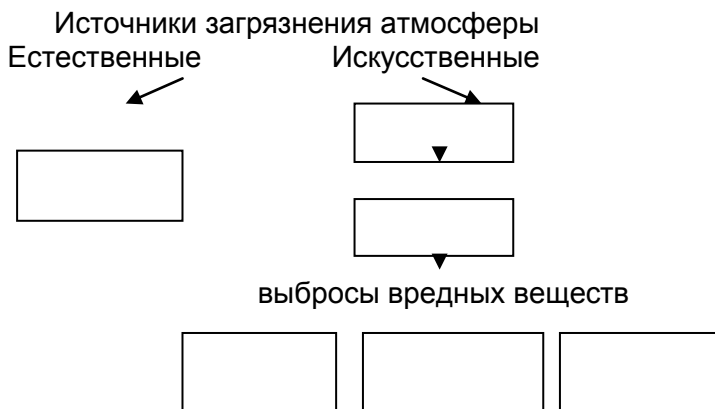 Источники загрязнения атмосферы
Естественные Искусственные
выбросы вредных веществ